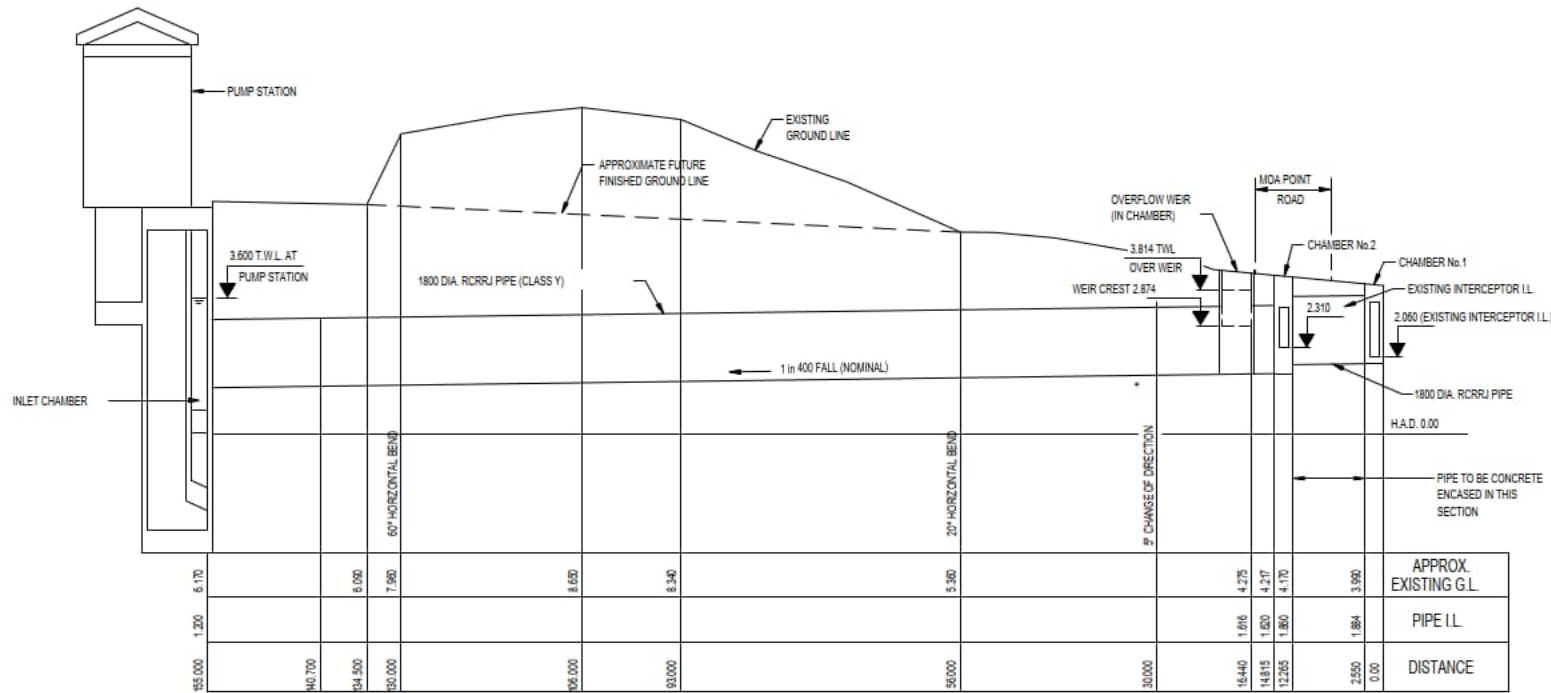 PUMP STATION
EXISTING
GROUND LINE
APPROXIMATE FUTURE
FINISHED GROUND LINE
MOA POINT
ROAD
OVERFLOW WEIR
(IN CHAMBER)
3.814 TWL
OVER WEIR
CHAMBER No.2
CHAMBER No.1
3.600 T.W.L. AT
PUMP STATION
1800 DIA. RCRRJ PIPE (CLASS Y)
WEIR CREST 2.874
EXISTING INTERCEPTOR I.L.
2.310
2.060 (EXISTING INTERCEPTOR I.L.)
1 in 400 FALL (NOMINAL)
INLET CHAMBER
1800 DIA. RCRRJ PIPE
H.A.D. 0.00
60° HORIZONTAL BEND
20° HORIZONTAL BEND
5° CHANGE OF DIRECTION
PIPE TO BE CONCRETE
ENCASED IN THIS
SECTION
6.170 6.090 7.960 8.650 8.340 5.360 4.275 4.217 4.170 3.990 APPROX.
EXISTING G.L.
1.200 1.616 1.620 1.860 1.884 PIPE I.L.
155.000 140.700 134.500 130.000 106.000 93.000 56.000 30.000 16.440 14.815 12.265 2.550 0.00 DISTANCE